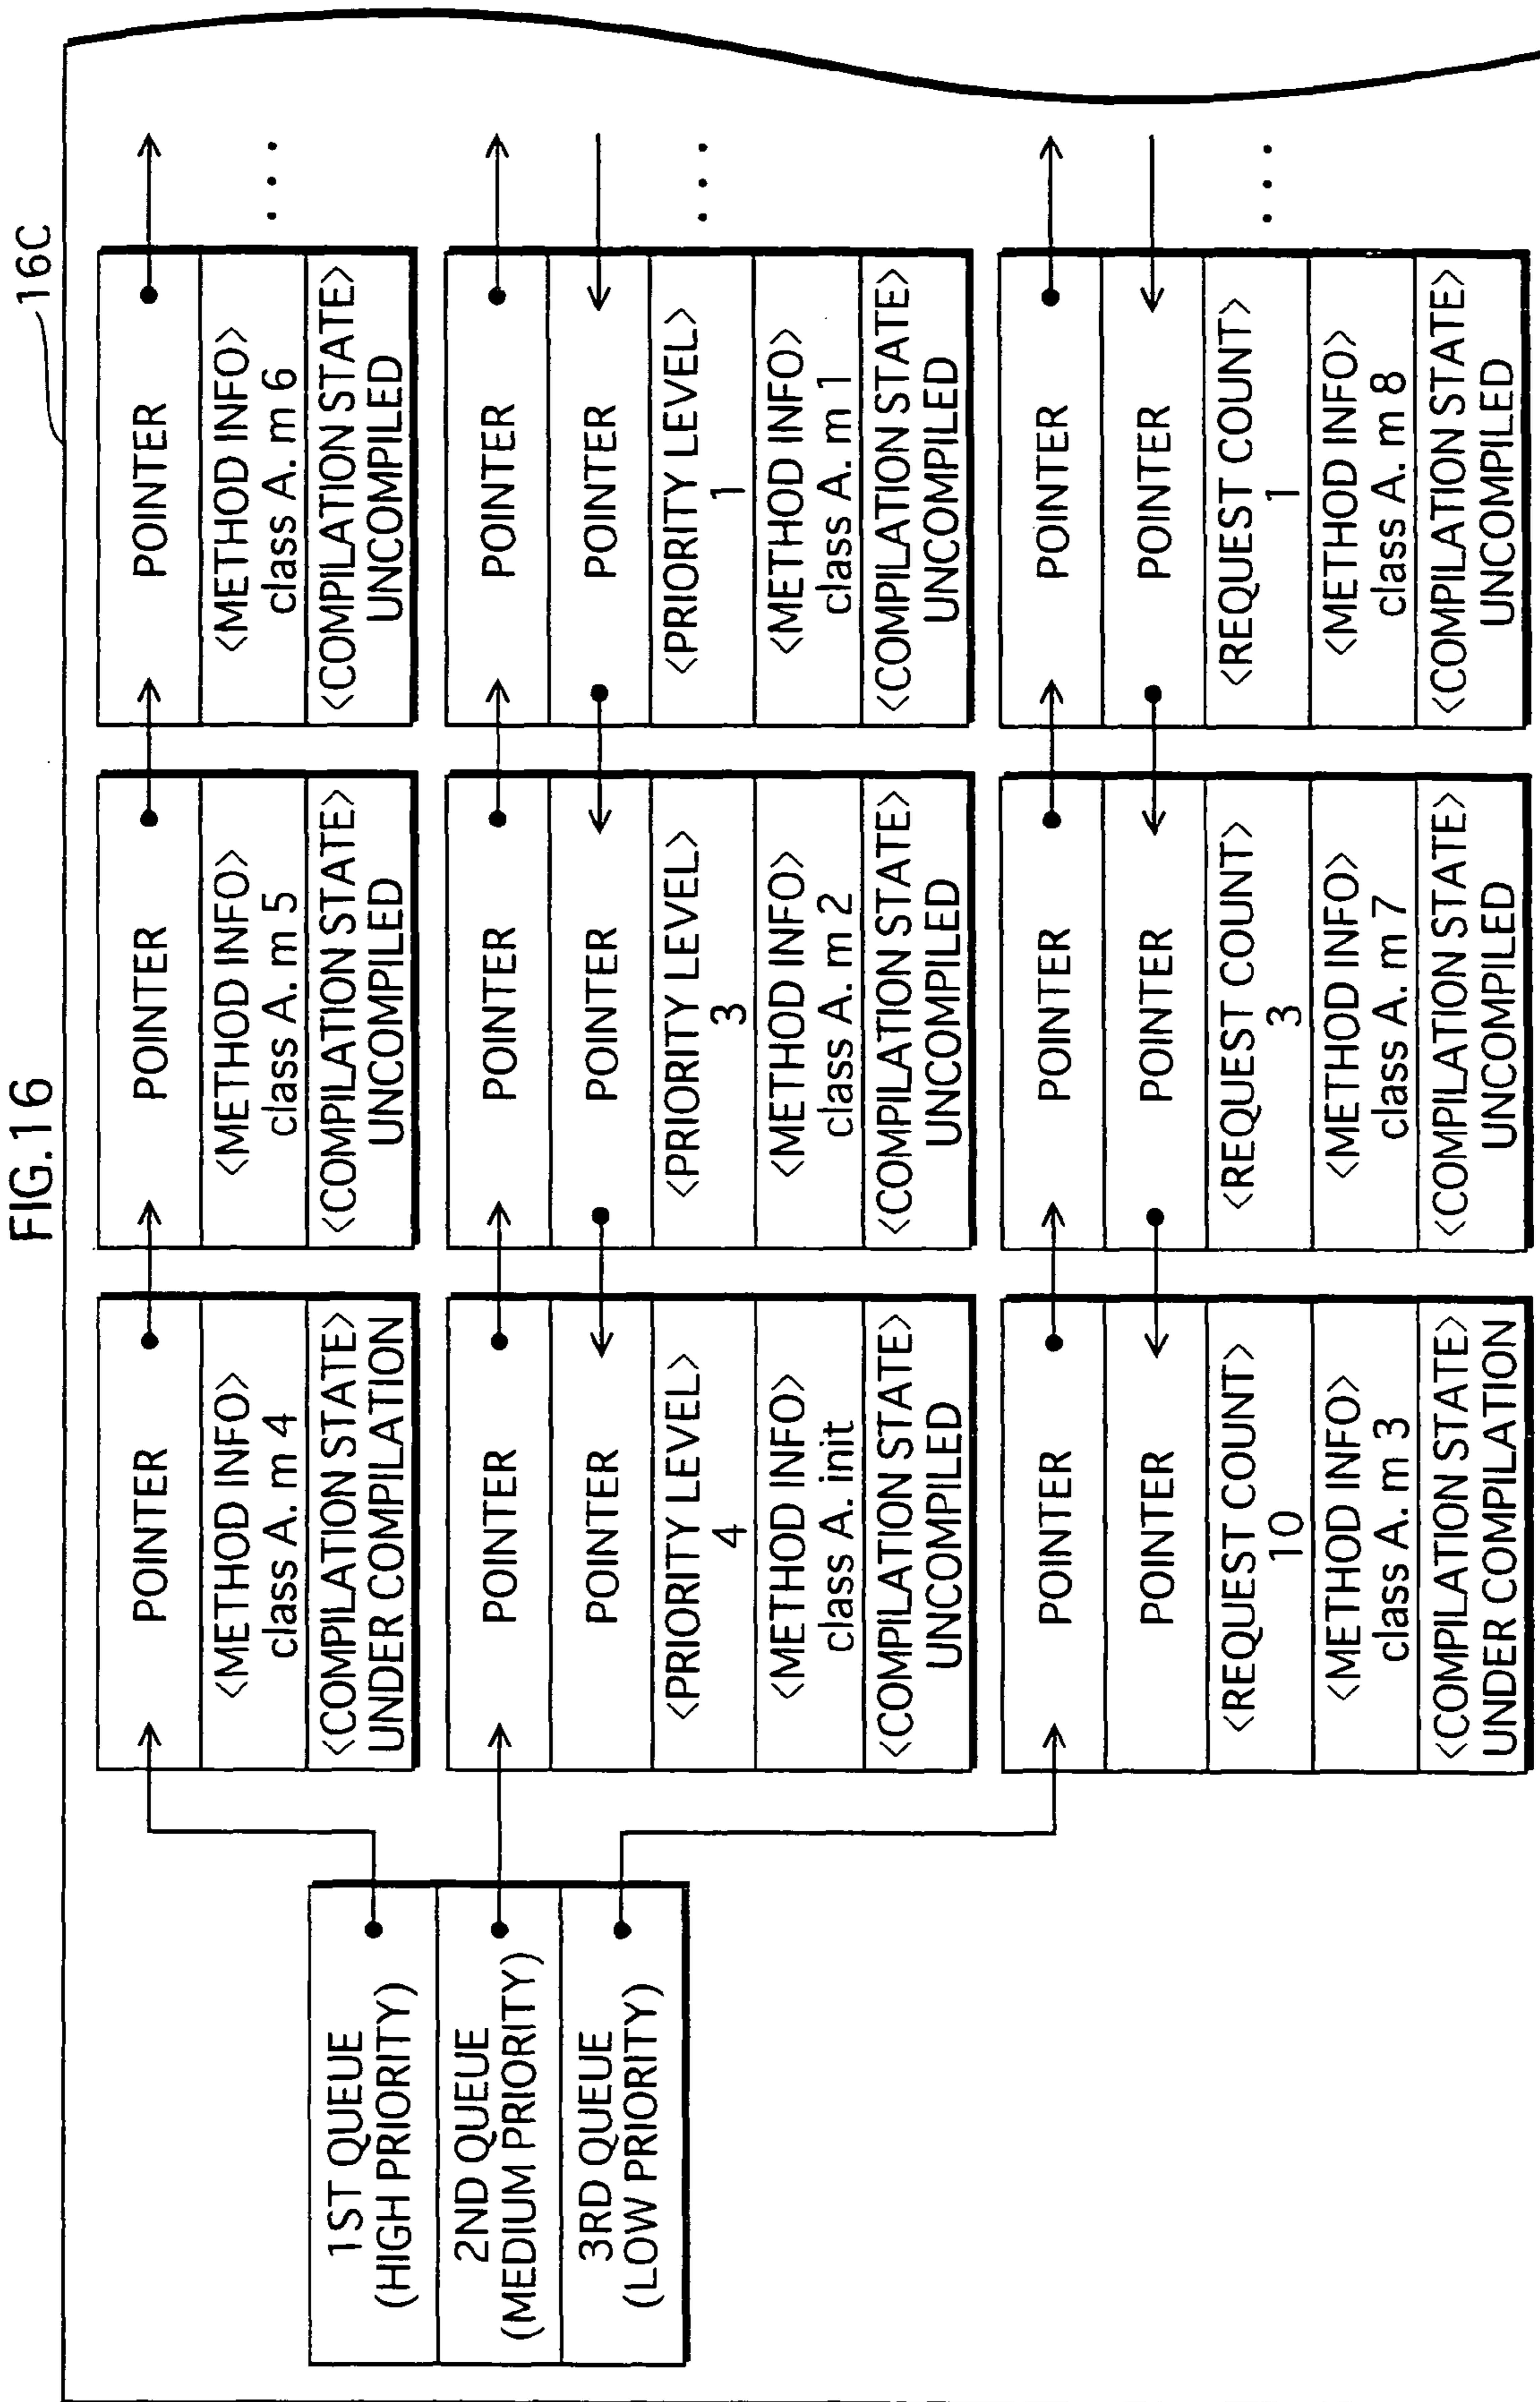 FIG.16
16C
1ST QUEUE
(HIGH PRIORITY)
2ND QUEUE
(MEDIUM PRIORITY)
3RD QUEUE
(LOW PRIORITY)
POINTER
<METHOD INFO>
class A. m 4
<COMPILATION STATE>
UNDER COMPILATION
POINTER
<METHOD INFO>
class A. m 5
<COMPILATION STATE>
UNCOMPILED
POINTER
<METHOD INFO>
class A. m 6
<COMPILATION STATE>
UNCOMPILED
. . .
POINTER
POINTER
<PRIORITY LEVEL>
4
<METHOD INFO>
class A. init
<COMPILATION STATE>
UNCOMPILED
POINTER
POINTER
<PRIORITY LEVEL>
3
<METHOD INFO>
class A. m 2
<COMPILATION STATE>
UNCOMPILED
POINTER
POINTER
<PRIORITY LEVEL>
1
<METHOD INFO>
class A. m 1
<COMPILATION STATE>
UNCOMPILED
. . .
POINTER
POINTER
<REQUEST COUNT>
10
<METHOD INFO>
class A. m 3
<COMPILATION STATE>
UNDER COMPILATION
POINTER
POINTER
<REQUEST COUNT>
3
<METHOD INFO>
class A. m 7
<COMPILATION STATE>
UNCOMPILED
POINTER
POINTER
<REQUEST COUNT>
1
<METHOD INFO>
class A. m 8
<COMPILATION STATE>
UNCOMPILED
. . .